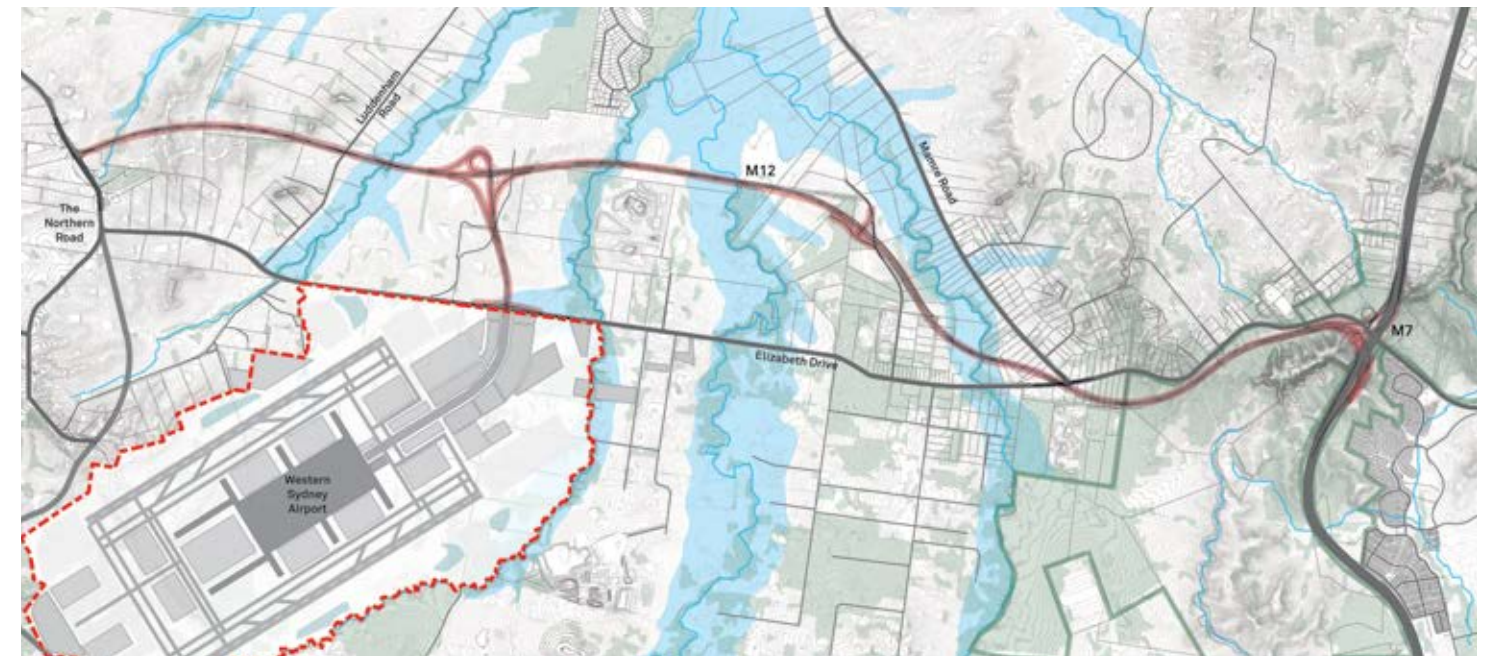 Luddenham
Road
M12
Mamre Road
The
Northern
Road
M7
Elizabeth Drive
Western
Sydney
Airport